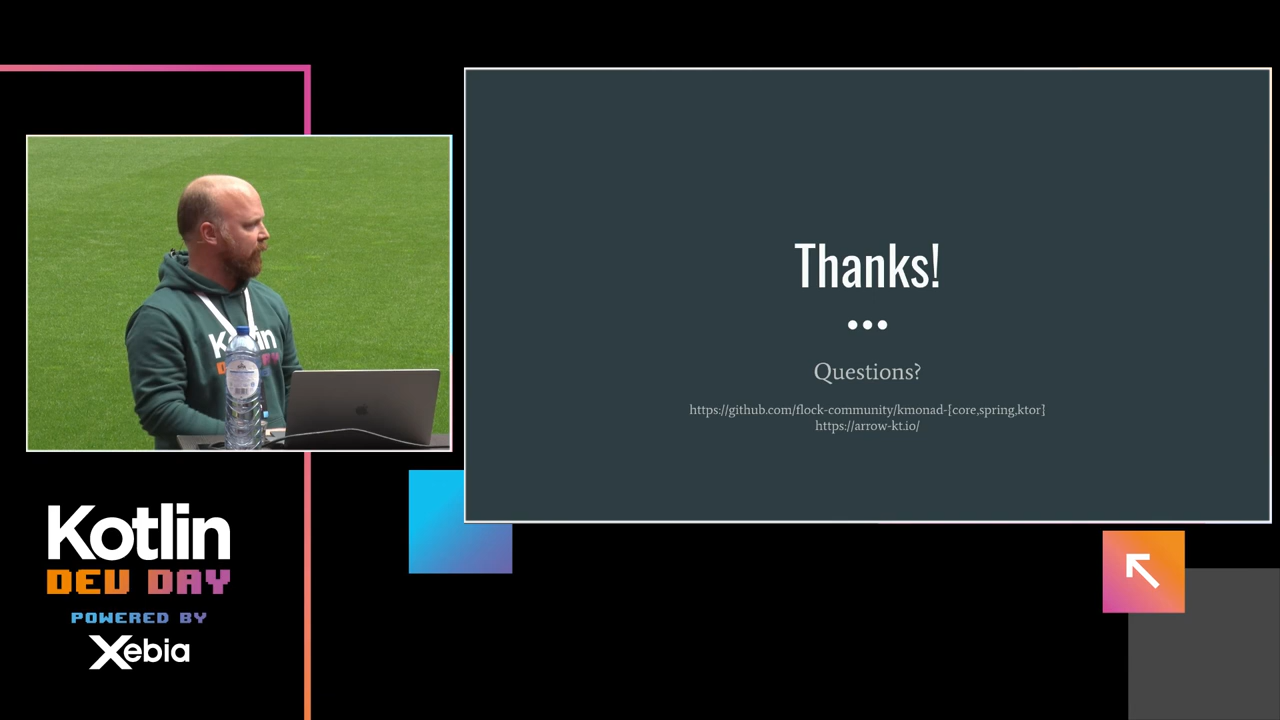 Thanks!
Questions?
https://github.com/flock-community/kmonad-[core,spring,ktor]
https://arrow-kt.io/
Kotlin
DEV DAY
POWERED BY
Xebia